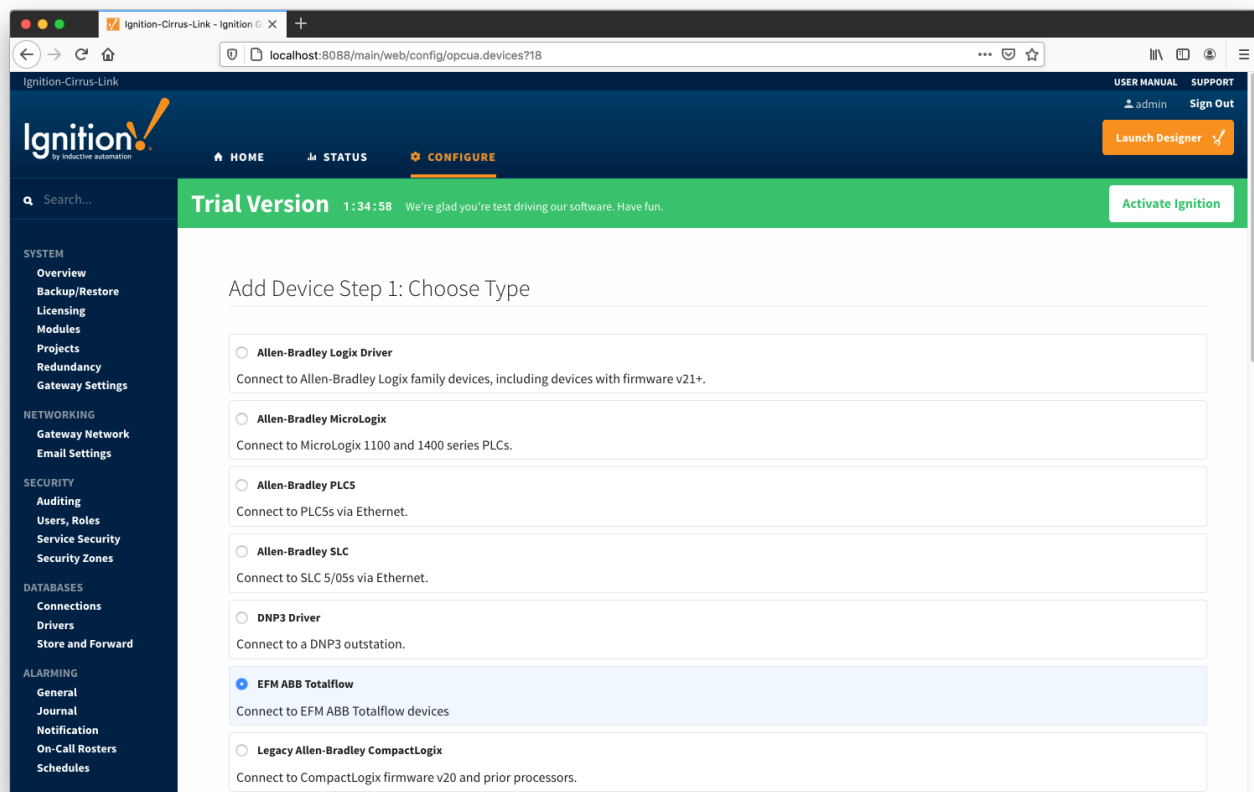 Ignition-Cirrus-Link - Ignition G
localhost:8088/main/web/config/opcua.devices?18
Ignition-Cirrus-Link
USER MANUAL SUPPORT
admin Sign Out
Ignition!
by inductive automation
HOME STATUS CONFIGURE
Launch Designer
Search...
Trial Version 1:34:58 We're glad you're test driving our software. Have fun.
Activate Ignition
SYSTEM
Overview
Backup/Restore
Licensing
Modules
Projects
Redundancy
Gateway Settings
NETWORKING
Gateway Network
Email Settings
SECURITY
Auditing
Users, Roles
Service Security
Security Zones
DATABASES
Connections
Drivers
Store and Forward
ALARMING
General
Journal
Notification
On-Call Rosters
Schedules
Add Device Step 1: Choose Type
Allen-Bradley Logix Driver
Connect to Allen-Bradley Logix family devices, including devices with firmware v21+.
Allen-Bradley MicroLogix
Connect to MicroLogix 1100 and 1400 series PLCs.
Allen-Bradley PLC5
Connect to PLC5s via Ethernet.
Allen-Bradley SLC
Connect to SLC 5/05s via Ethernet.
DNP3 Driver
Connect to a DNP3 outstation.
EFM ABB Totalflow
Connect to EFM ABB Totalflow devices
Legacy Allen-Bradley CompactLogix
Connect to CompactLogix firmware v20 and prior processors.